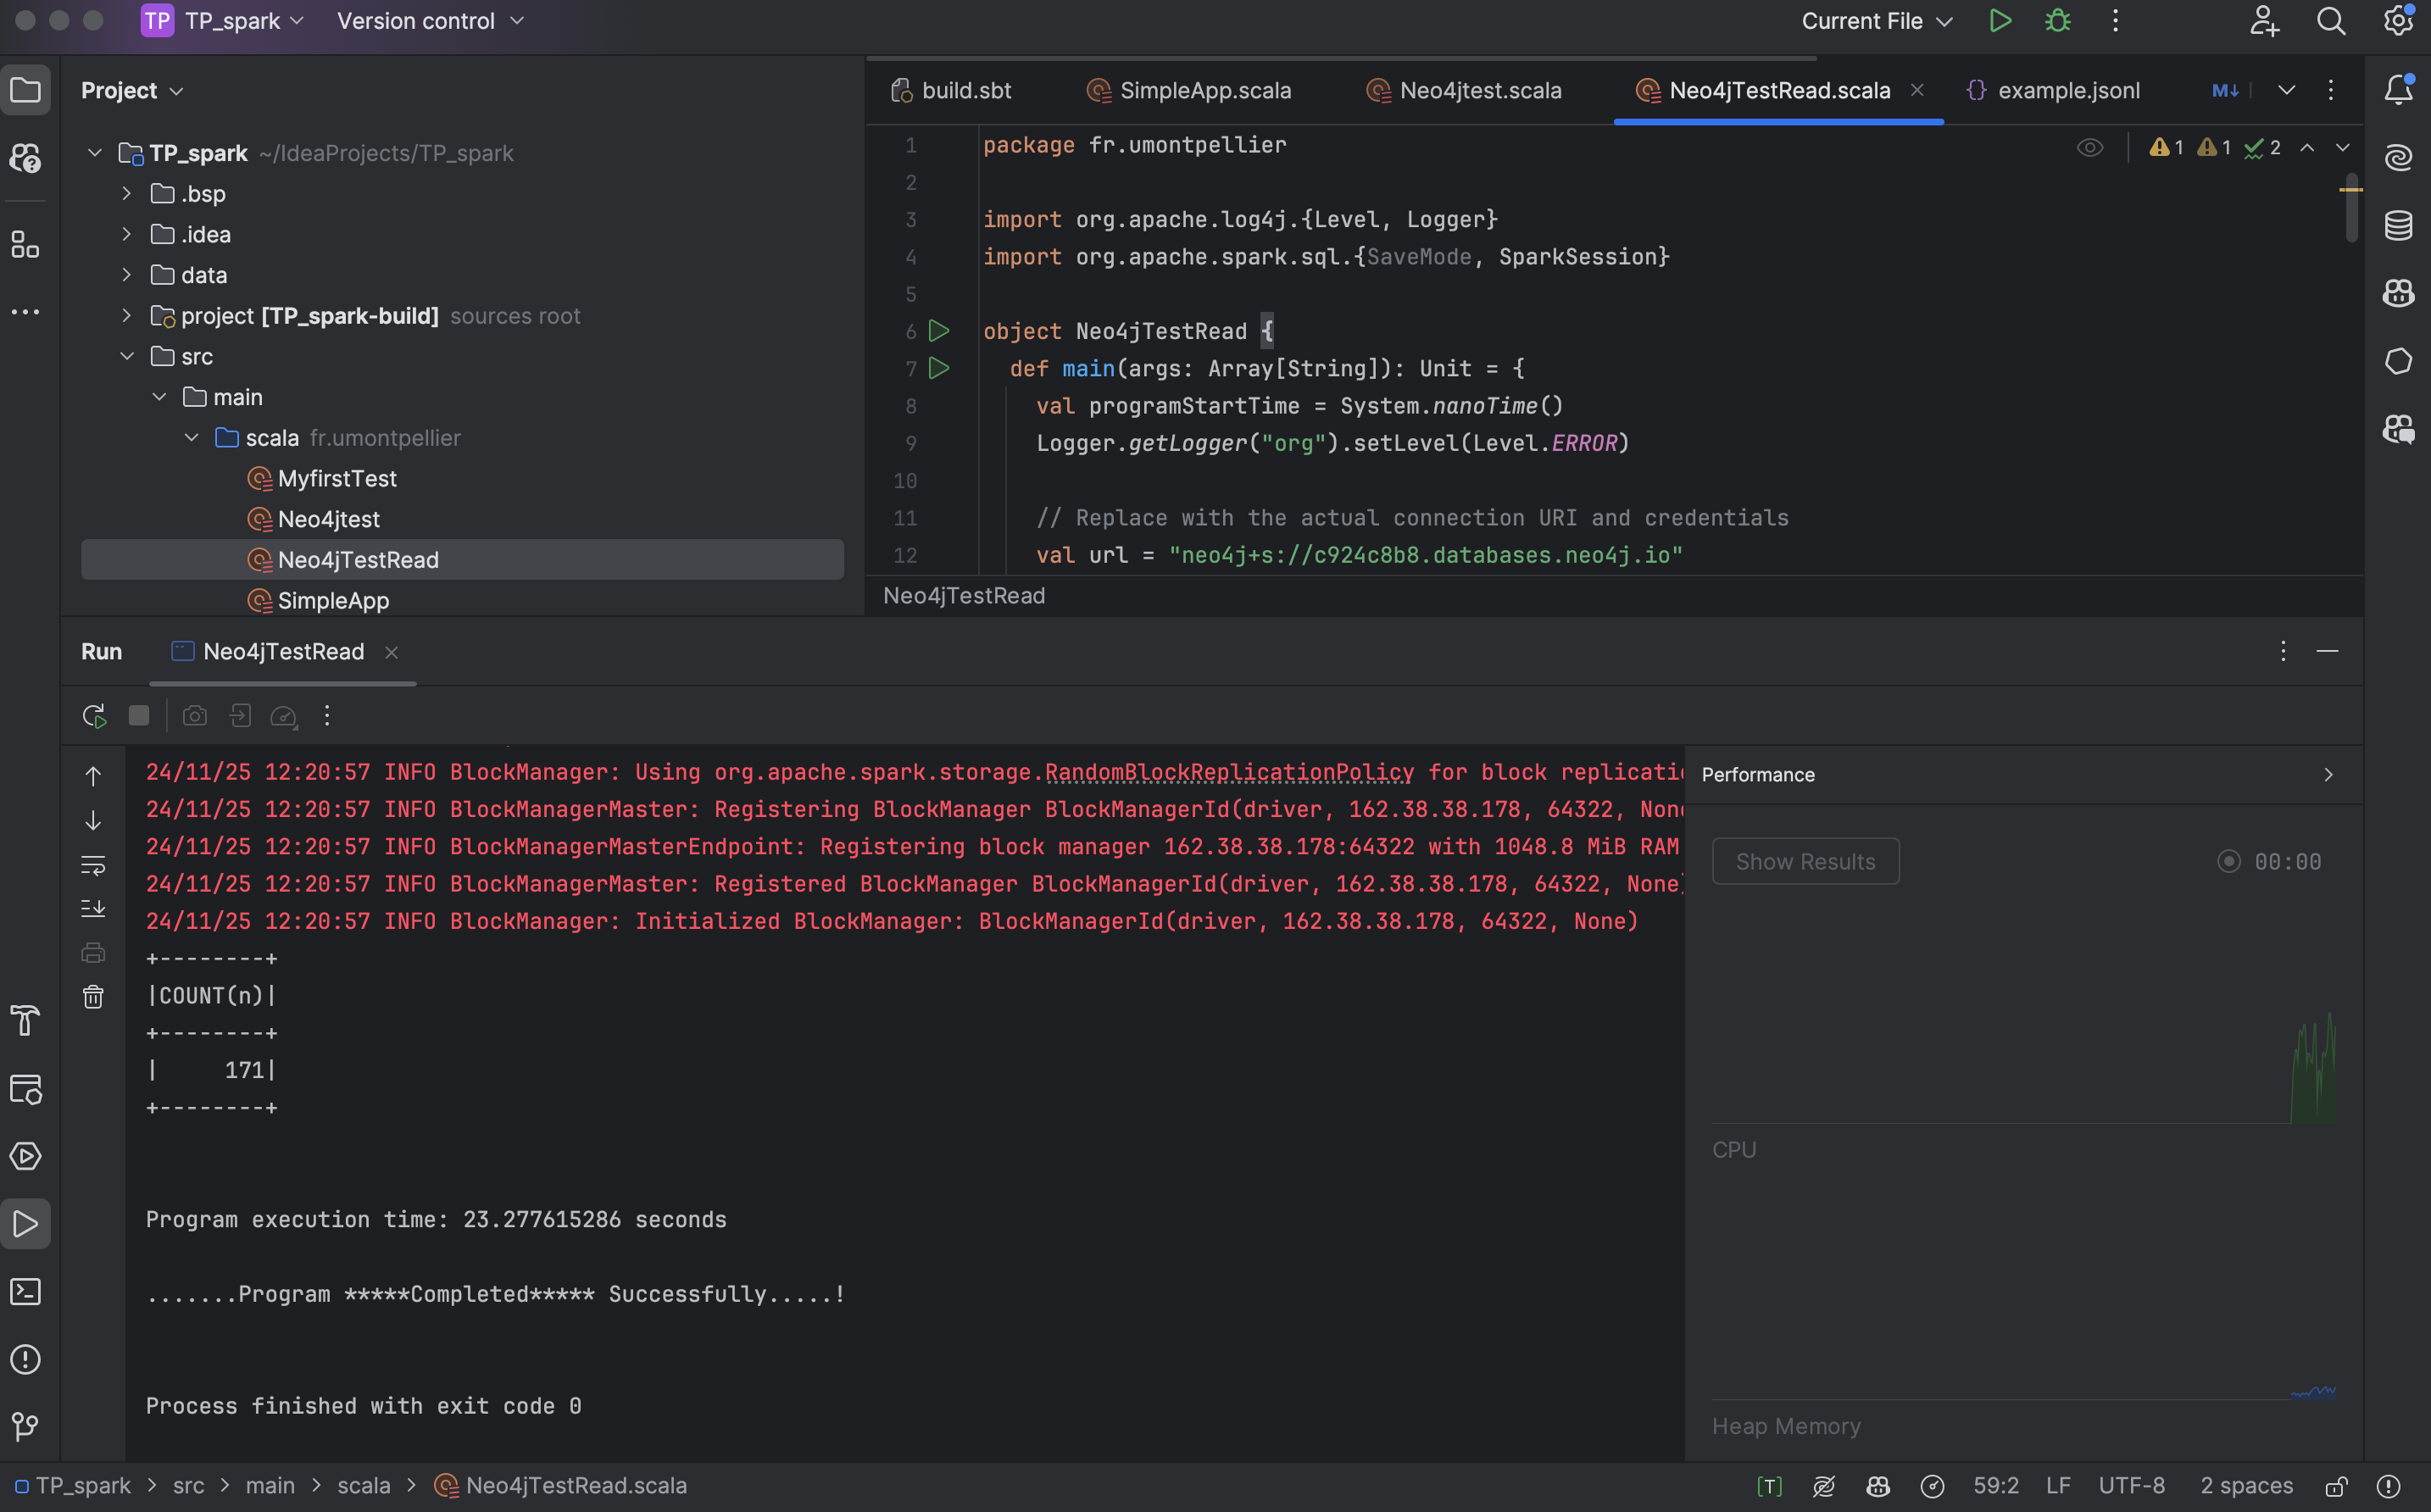 TP TP_spark Version control Current File
Project
TP_spark ~/IdeaProjects/TP_spark
.bsp
.idea
data
project [TP_spark-build] sources root
src
main
scala fr.umontpellier
MyfirstTest
Neo4jtest
Neo4jTestRead
SimpleApp
build.sbt SimpleApp.scala Neo4jtest.scala Neo4jTestRead.scala {} example.jsonl M↓
1 package fr.umontpellier
2
3 import org.apache.log4j.{Level, Logger}
4 import org.apache.spark.sql.{SaveMode, SparkSession}
5
6 object Neo4jTestRead {
7 def main(args: Array[String]): Unit = {
8 val programStartTime = System.nanoTime()
9 Logger.getLogger("org").setLevel(Level.ERROR)
10
11 // Replace with the actual connection URI and credentials
12 val url = "neo4j+s://c924c8b8.databases.neo4j.io"
1 1 2
Neo4jTestRead
Run Neo4jTestRead
24/11/25 12:20:57 INFO BlockManager: Using org.apache.spark.storage.RandomBlockReplicationPolicy for block replicati
24/11/25 12:20:57 INFO BlockManagerMaster: Registering BlockManager BlockManagerId(driver, 162.38.38.178, 64322, Non
24/11/25 12:20:57 INFO BlockManagerMasterEndpoint: Registering block manager 162.38.38.178:64322 with 1048.8 MiB RAM
24/11/25 12:20:57 INFO BlockManagerMaster: Registered BlockManager BlockManagerId(driver, 162.38.38.178, 64322, None)
24/11/25 12:20:57 INFO BlockManager: Initialized BlockManager: BlockManagerId(driver, 162.38.38.178, 64322, None)
+--------+
|COUNT(n)|
+--------+
|     171|
+--------+
Program execution time: 23.277615286 seconds
.......Program *****Completed***** Successfully.....!
Process finished with exit code 0
Performance
Show Results 00:00
CPU
Heap Memory
TP_spark > src > main > scala > Neo4jTestRead.scala [T] 59:2 LF UTF-8 2 spaces